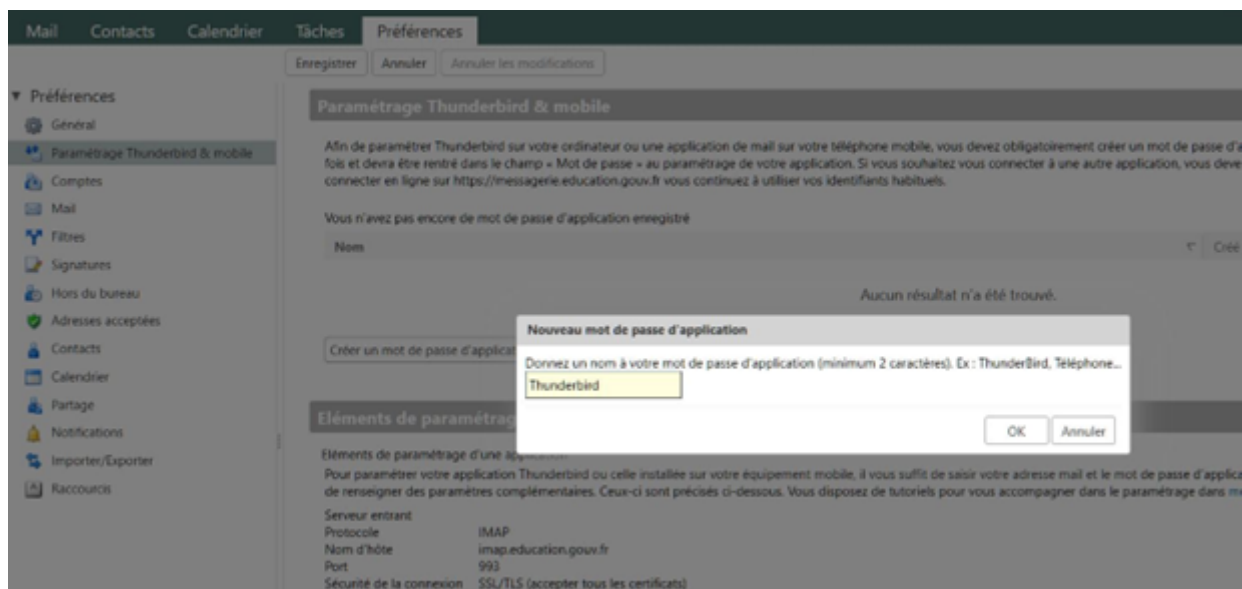 Mail Contacts Calendrier Tâches Préférences
Enregistrer Annuler Annuler les modifications
Préférences
Général
Paramétrage Thunderbird & mobile
Comptes
Mail
Filtres
Signatures
Hors du bureau
Adresses acceptées
Contacts
Calendrier
Partage
Notifications
Importer/Exporter
Raccourcis
Paramétrage Thunderbird & mobile
Afin de paramétrer Thunderbird sur votre ordinateur ou une application de mail sur votre téléphone mobile, vous devez obligatoirement créer un mot de passe d'a
fois et devra être rentré dans le champ « Mot de passe » au paramétrage de votre application. Si vous souhaitez vous connecter à une autre application, vous deve
connecter en ligne sur https://messagerie.education.gouv.fr vous continuez à utiliser vos identifiants habituels.
Vous n'avez pas encore de mot de passe d'application enregistré
Nom Créé
Aucun résultat n'a été trouvé.
Créer un mot de passe d'applicat
Nouveau mot de passe d'application
Donnez un nom à votre mot de passe d'application (minimum 2 caractères). Ex : ThunderBird, Téléphone...
Thunderbird
OK Annuler
Eléments de paramétrag
Eléments de paramétrage d'une application
Pour paramétrer votre application Thunderbird ou celle installée sur votre équipement mobile, il vous suffit de saisir votre adresse mail et le mot de passe d'applica
de renseigner des paramètres complémentaires. Ceux-ci sont précisés ci-dessous. Vous disposez de tutoriels pour vous accompagner dans le paramétrage dans m
Serveur entrant
Protocole IMAP
Nom d'hôte imap.education.gouv.fr
Port 993
Sécurité de la connexion SSL/TLS (accepter tous les certificats)